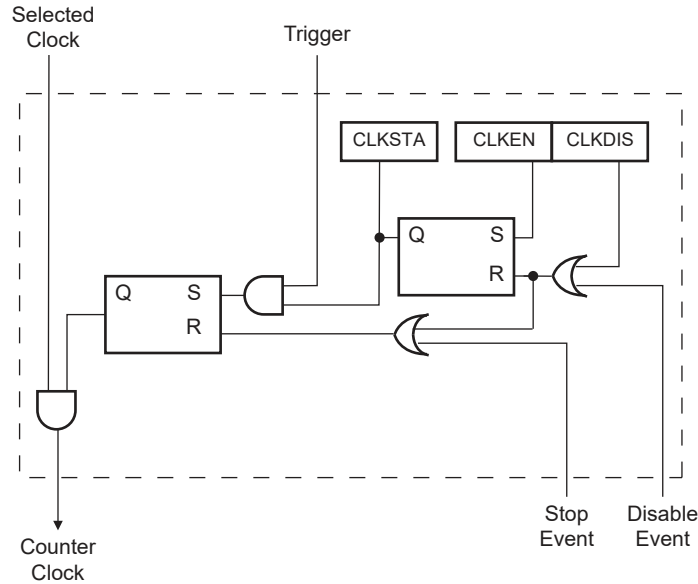 Selected
Clock
Trigger
CLKSTA
CLKEN
CLKDIS
Q
S
R
Q
S
R
Stop
Event
Disable
Event
Counter
Clock